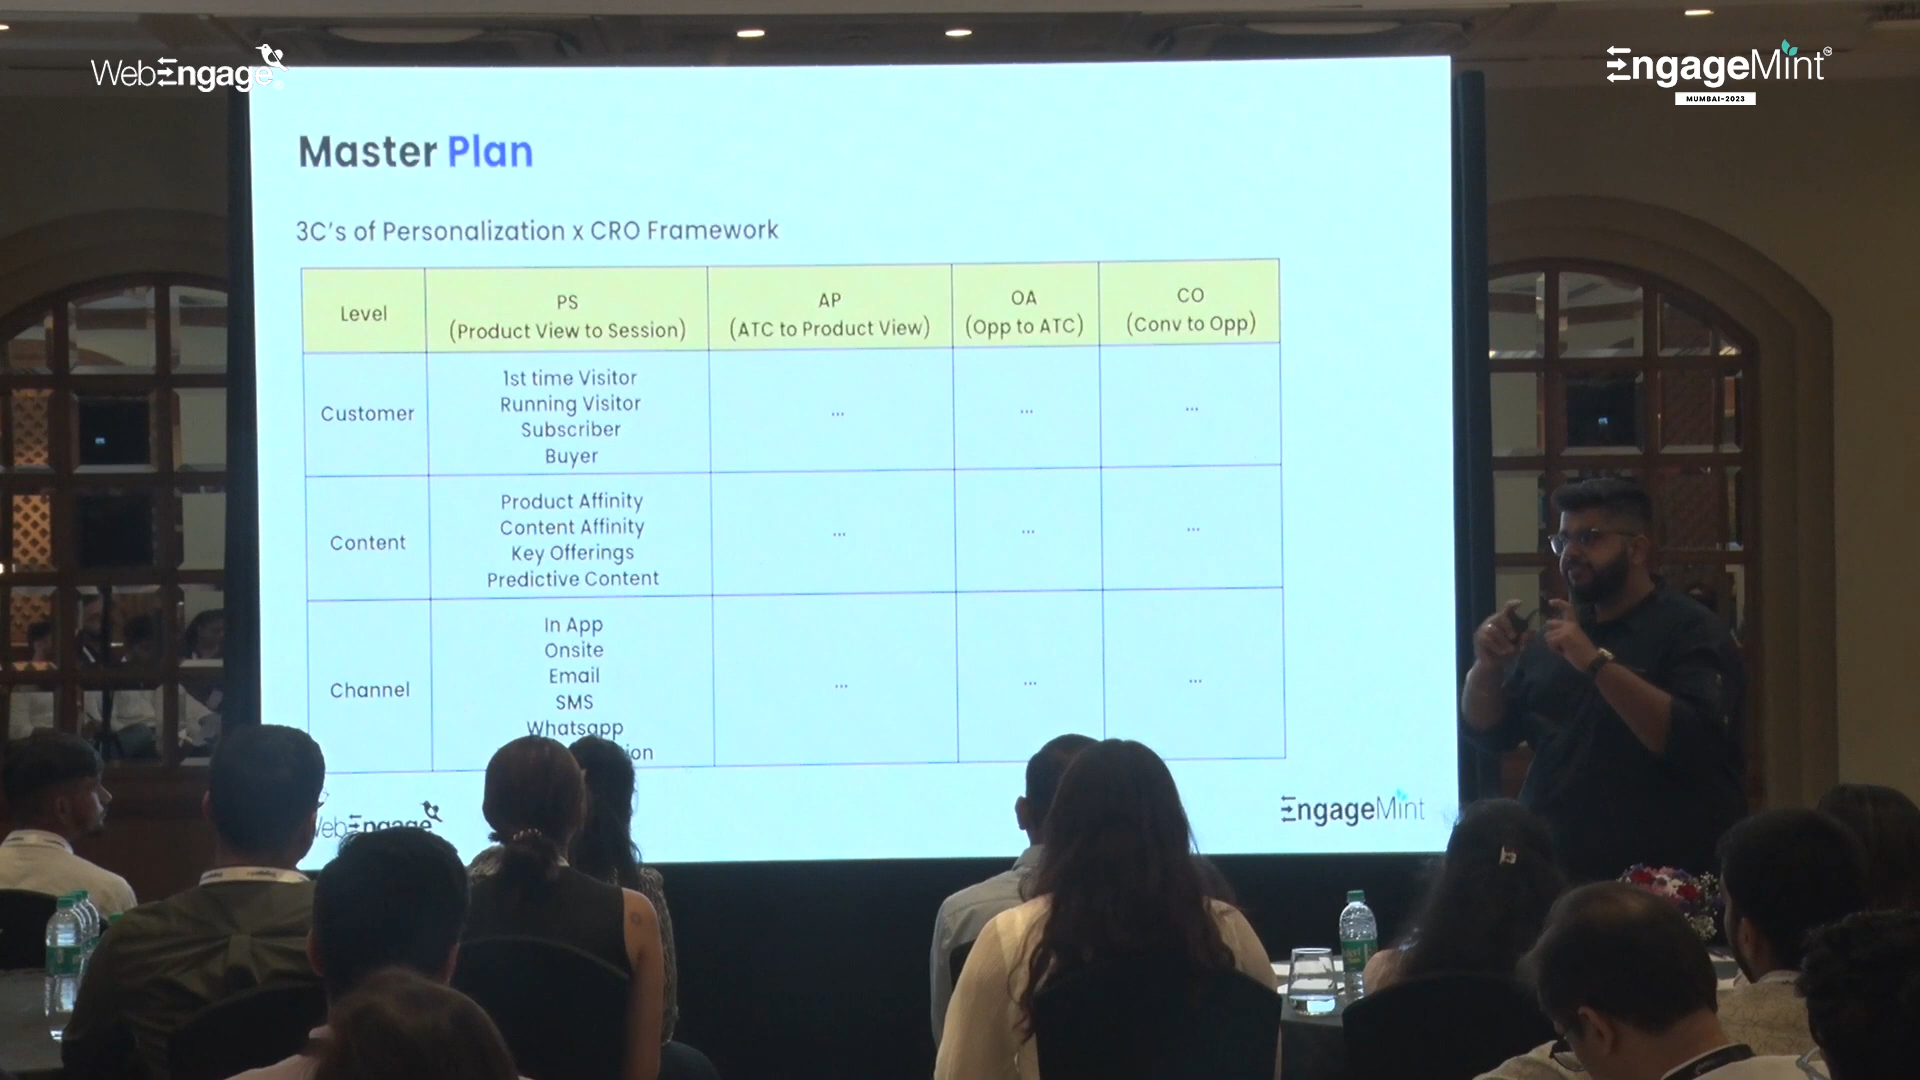 WebEngage
EngageMint
MUMBAI-2023
Master Plan
3C's of Personalization x CRO Framework
Level
PS
(Product View to Session)
AP
(ATC to Product View)
OA
(Opp to ATC)
CO
(Conv to Opp)
Customer
1st time Visitor
Running Visitor
Subscriber
Buyer
...
...
...
Content
Product Affinity
Content Affinity
Key Offerings
Predictive Content
...
...
...
Channel
In App
Onsite
Email
SMS
Whatsapp
...
...
...
WebEngage
EngageMint